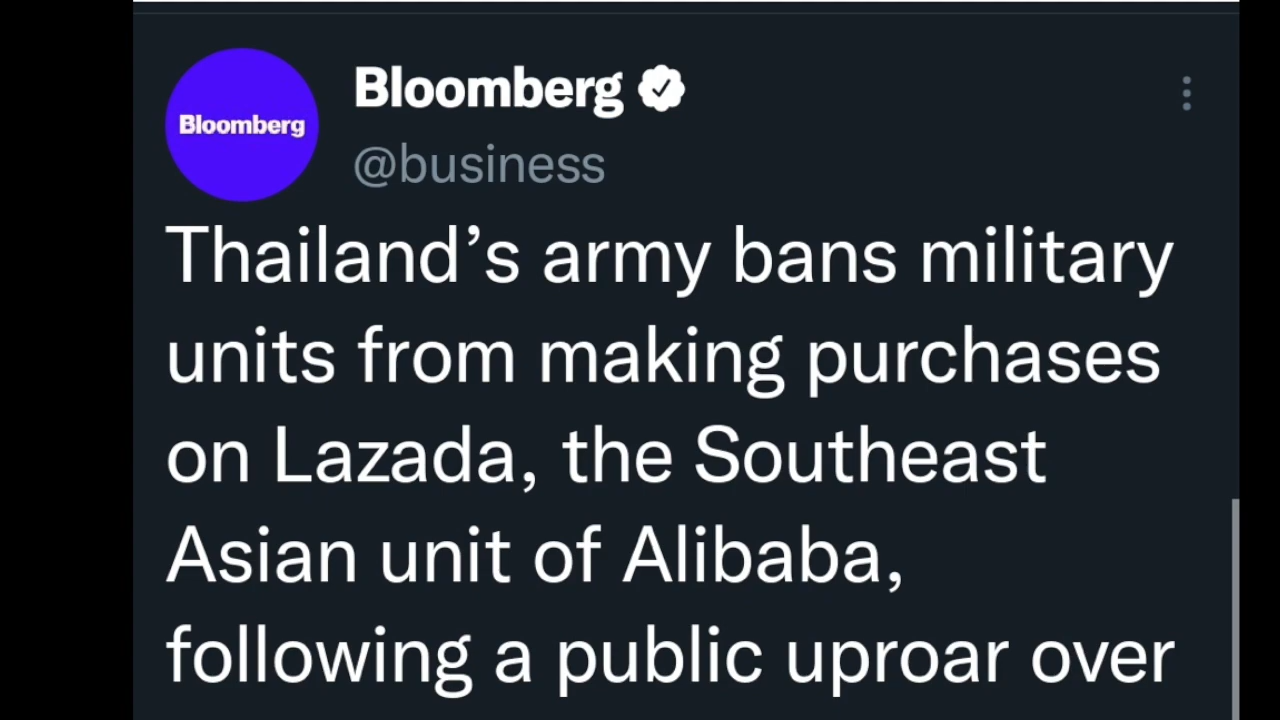 Bloomberg
Bloomberg
@business
Thailand’s army bans military
units from making purchases
on Lazada, the Southeast
Asian unit of Alibaba,
following a public uproar over